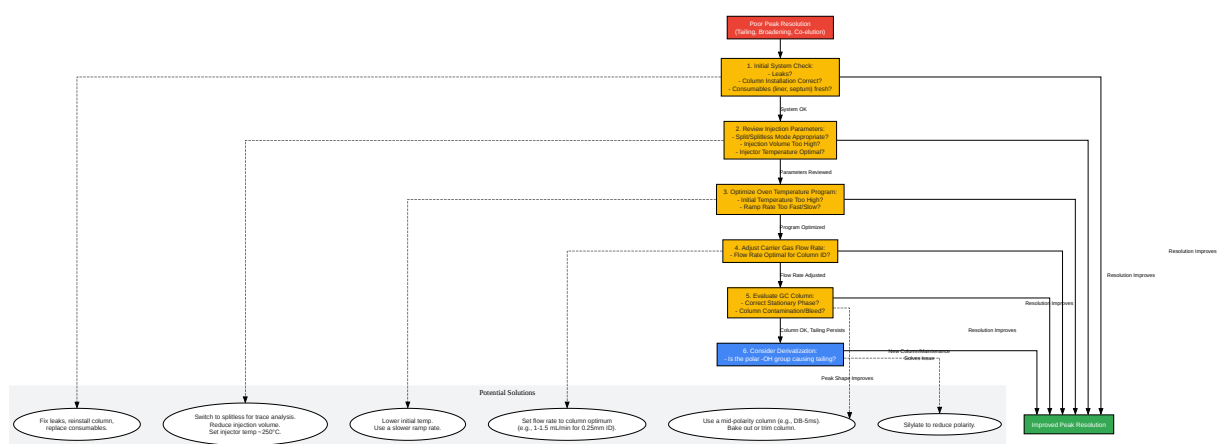 Poor Peak Resolution
(Tailing, Broadening, Co-elution)
1. Initial System Check:
- Leaks?
- Column Installation Correct?
- Consumables (liner, septum) fresh?
System OK
2. Review Injection Parameters:
- Split/Splitless Mode Appropriate?
- Injection Volume Too High?
- Injector Temperature Optimal?
Parameters Reviewed
3. Optimize Oven Temperature Program:
- Initial Temperature Too High?
- Ramp Rate Too Fast/Slow?
Program Optimized
4. Adjust Carrier Gas Flow Rate:
- Flow Rate Optimal for Column ID?
Resolution Improves
Flow Rate Adjusted
Resolution Improves
5. Evaluate GC Column:
- Correct Stationary Phase?
- Column Contamination/Bleed?
Resolution Improves
Column OK, Tailing Persists
Resolution Improves
6. Consider Derivatization:
- Is the polar -OH group causing tailing?
New Column/Maintenance
Solves Issue
Peak Shape Improves
Potential Solutions
Fix leaks, reinstall column,
replace consumables.
Switch to splitless for trace analysis.
Reduce injection volume.
Set injector temp ~250°C.
Lower initial temp.
Use a slower ramp rate.
Set flow rate to column optimum
(e.g., 1-1.5 mL/min for 0.25mm ID).
Use a mid-polarity column (e.g., DB-5ms).
Bake out or trim column.
Silylate to reduce polarity.
Improved Peak Resolution